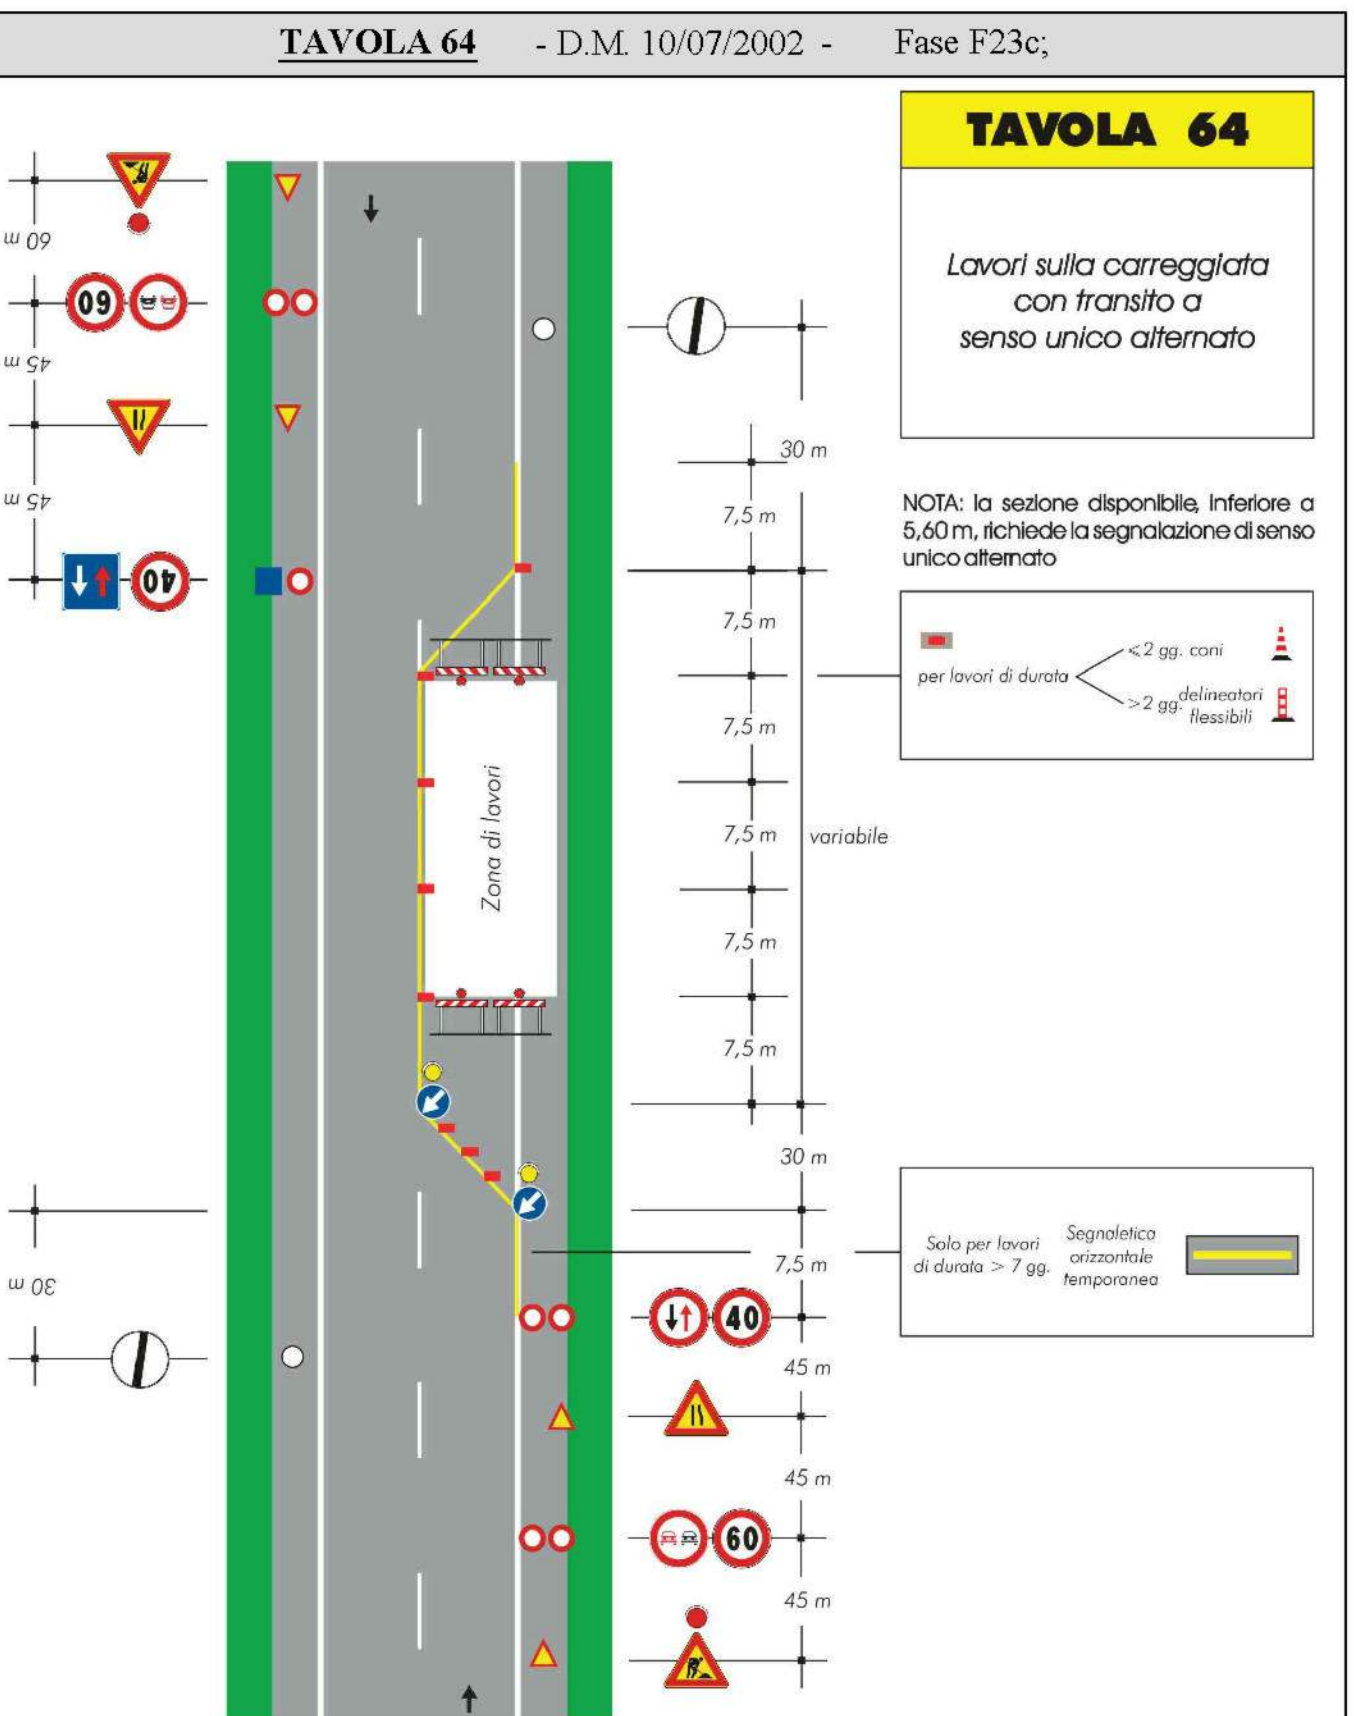 TAVOLA 64 - D.M. 10/07/2002 - Fase F23c;
TAVOLA 64
Lavori sulla carreggiata
con transito a
senso unico alternato
NOTA: la sezione disponibile, inferiore a
5,60 m, richiede la segnalazione di senso
unico alternato
per lavori di durata
⩽2 gg. coni
>2 gg. delineatori
flessibili
60 m
60
45 m
45 m
40
30 m
Zona di lavori
30 m
7,5 m
7,5 m
7,5 m
7,5 m
variabile
7,5 m
7,5 m
30 m
7,5 m
40
45 m
45 m
60
45 m
Solo per lavori
di durata > 7 gg.
Segnaletica
orizzontale
temporanea